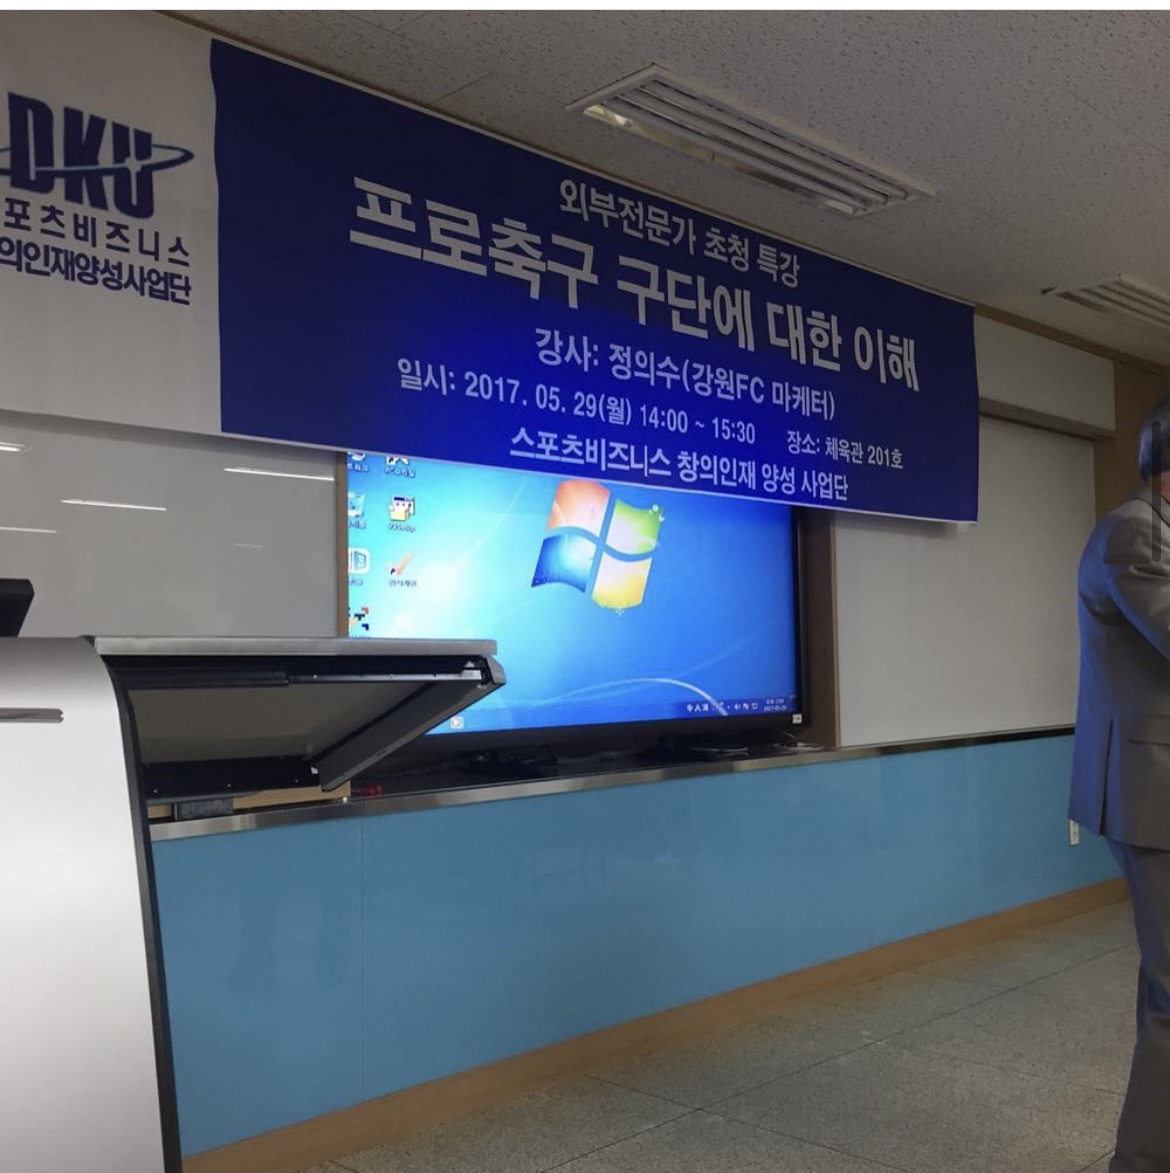 DKU
포츠비즈니스
의인재양성사업단
외부전문가 초청 특강
프로축구 구단에 대한 이해
강사: 정의수(강원FC 마케터)
일시: 2017. 05. 29(월) 14:00 ~ 15:30 장소: 체육관 201호
스포츠비즈니스 창의인재 양성 사업단